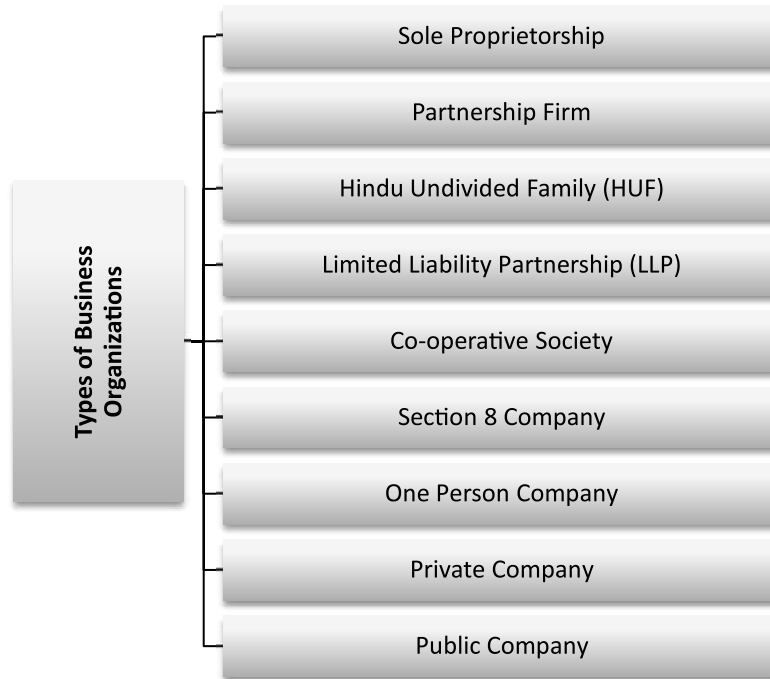 Types of Business
Organizations
Sole Proprietorship
Partnership Firm
Hindu Undivided Family (HUF)
Limited Liability Partnership (LLP)
Co-operative Society
Section 8 Company
One Person Company
Private Company
Public Company